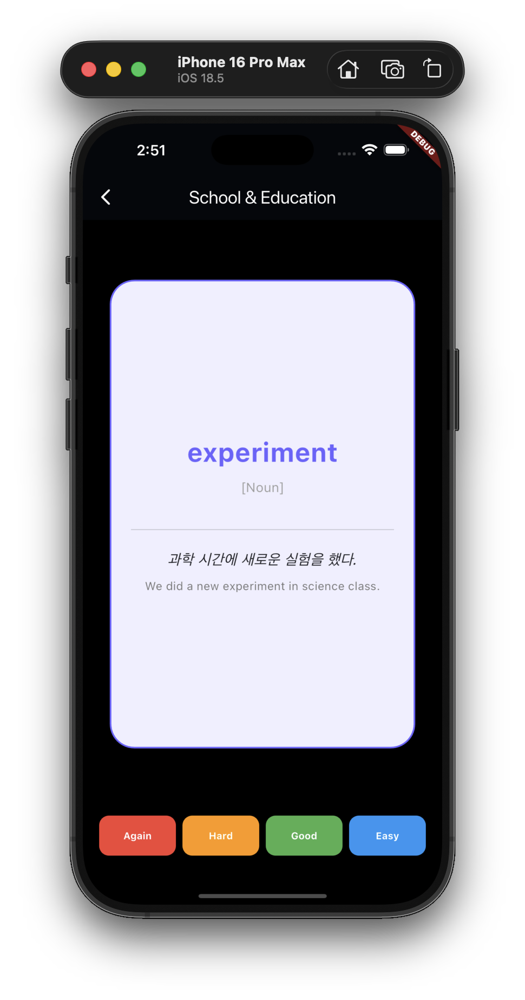 iPhone 16 Pro Max
iOS 18.5
2:51
DEBUG
School & Education
experiment
[Noun]
과학 시간에 새로운 실험을 했다.
We did a new experiment in science class.
Again
Hard
Good
Easy